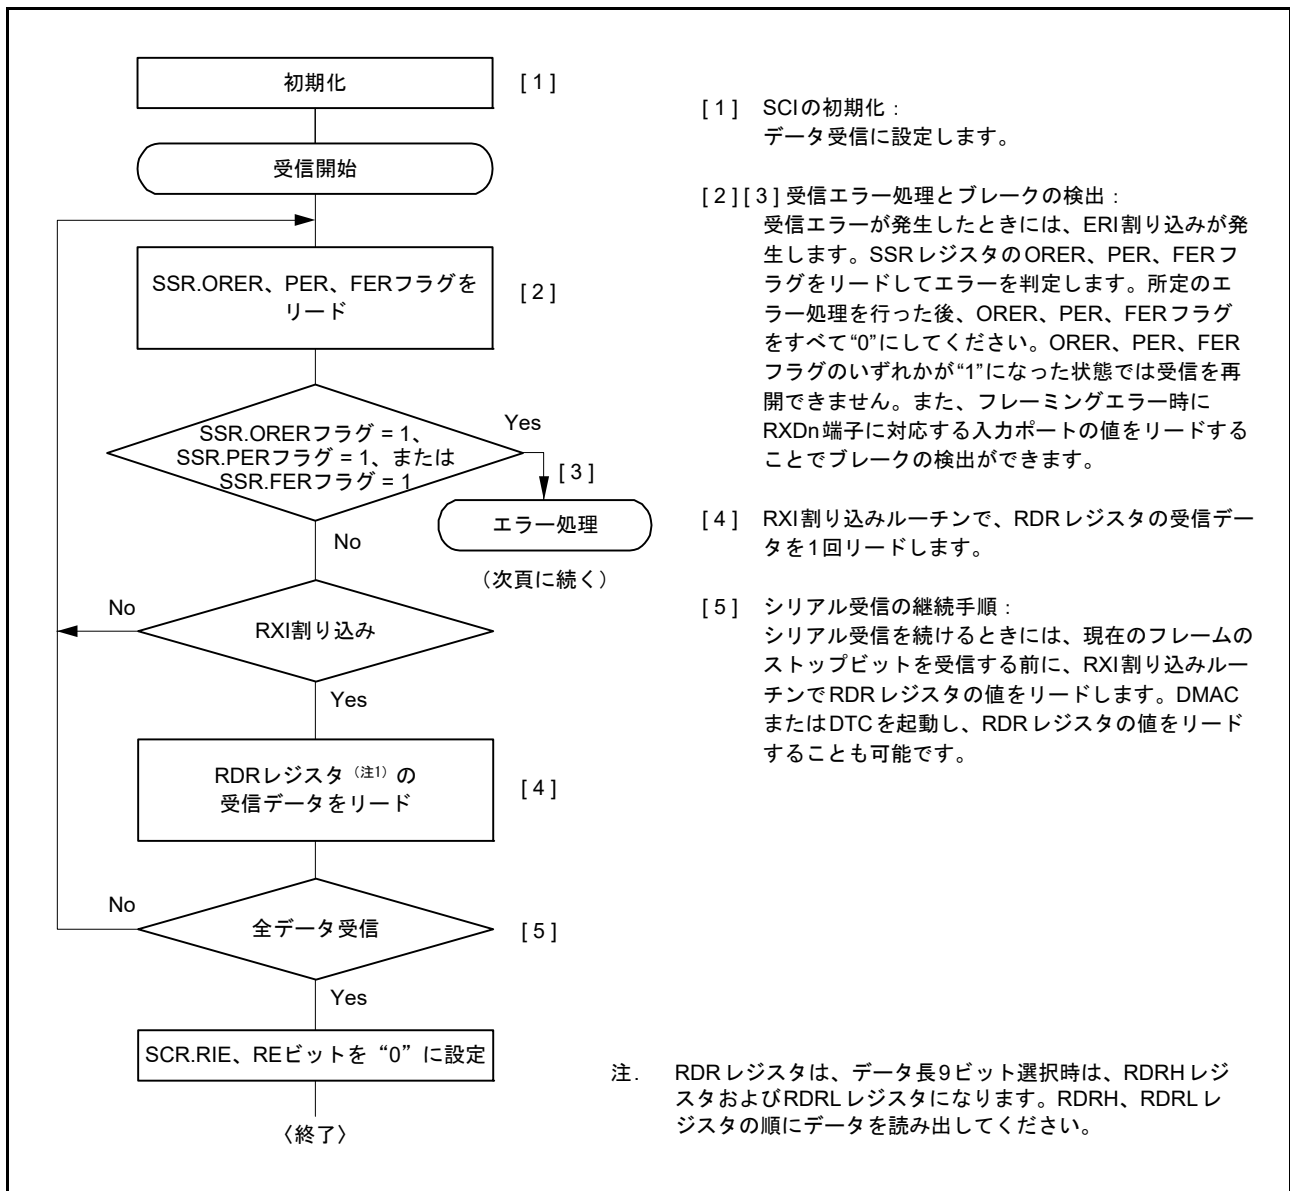 初期化
[ 1 ]
受信開始
SSR.ORER、PER、FERフラグを
リード
[ 2 ]
SSR.ORERフラグ = 1、
SSR.PERフラグ = 1、または
SSR.FERフラグ = 1
Yes
[ 3 ]
エラー処理
（次頁に続く）
No
RXI割り込み
No
Yes
RDRレジスタ（注1）の
受信データをリード
[ 4 ]
全データ受信
No
[ 5 ]
Yes
SCR.RIE、REビットを“0”に設定
〈終了〉
[ 1 ] SCIの初期化：
データ受信に設定します。
[ 2 ][ 3 ] 受信エラー処理とブレークの検出：
受信エラーが発生したときには、ERI割り込みが発
生します。SSRレジスタのORER、PER、FERフ
ラグをリードしてエラーを判定します。所定のエ
ラー処理を行った後、ORER、PER、FERフラグ
をすべて“0”にしてください。ORER、PER、FER
フラグのいずれかが“1”になった状態では受信を再
開できません。また、フレーミングエラー時に
RXDn端子に対応する入力ポートの値をリードする
ことでブレークの検出ができます。
[ 4 ] RXI割り込みルーチンで、RDRレジスタの受信デー
タを1回リードします。
[ 5 ] シリアル受信の継続手順：
シリアル受信を続けるときには、現在のフレームの
ストップビットを受信する前に、RXI割り込みルー
チンでRDRレジスタの値をリードします。DMAC
またはDTCを起動し、RDRレジスタの値をリード
することも可能です。
注. RDRレジスタは、データ長9ビット選択時は、RDRHレジ
スタおよびRDRLレジスタになります。RDRH、RDRLレ
ジスタの順にデータを読み出してください。